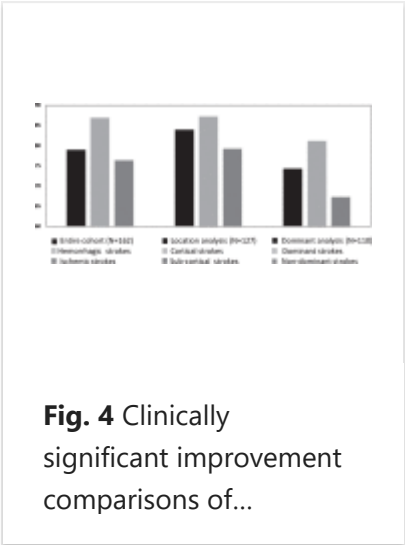 Entire cohort (N=162) Location analysis (N=127) Dominant analysis (N=118)
Hemorrhagic strokes Cortical strokes Dominant strokes
Ischemic strokes Sub-cortical strokes Non-dominant strokes
Fig. 4 Clinically
significant improvement
comparisons of...